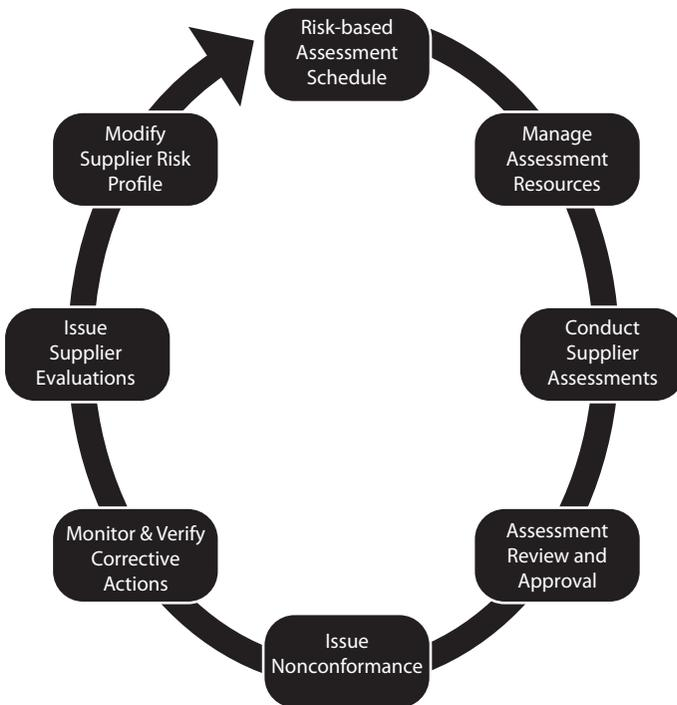 Risk-based
Assessment
Schedule
Manage
Assessment
Resources
Conduct
Supplier
Assessments
Assessment
Review and
Approval
Issue
Nonconformance
Monitor & Verify
Corrective
Actions
Issue
Supplier
Evaluations
Modify
Supplier Risk
Profile